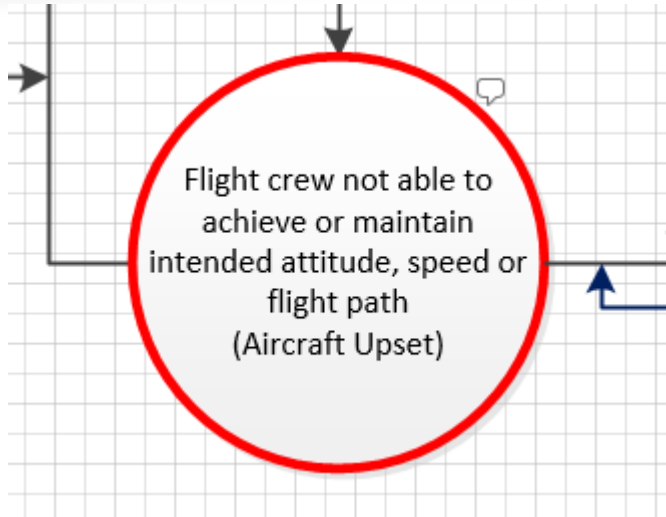 Flight crew not able to
achieve or maintain
intended attitude, speed or
flight path
(Aircraft Upset)